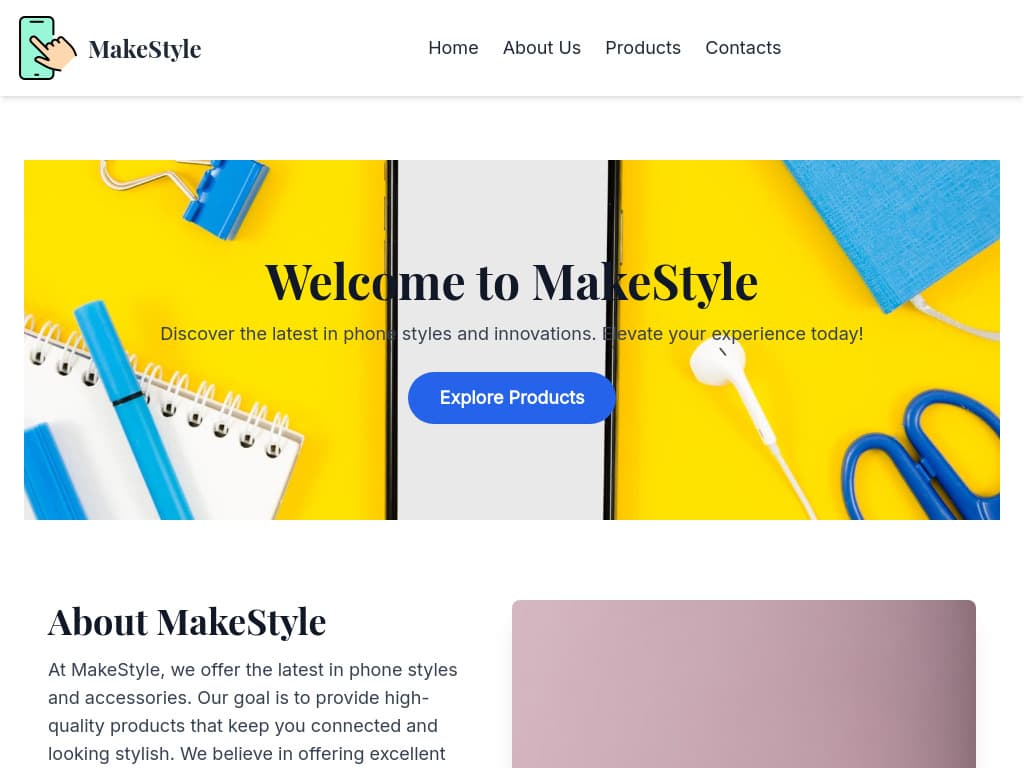 MakeStyle
Home
About Us
Products
Contacts
Welcome to MakeStyle
Discover the latest in phone styles and innovations. Elevate your experience today!
Explore Products
About MakeStyle
At MakeStyle, we offer the latest in phone styles
and accessories. Our goal is to provide high-
quality products that keep you connected and
looking stylish. We believe in offering excellent